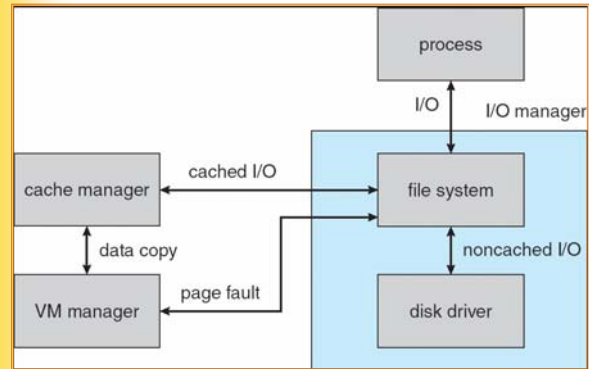 process
I/O
I/O manager
cache manager
cached I/O
file system
data copy
noncached I/O
VM manager
page fault
disk driver